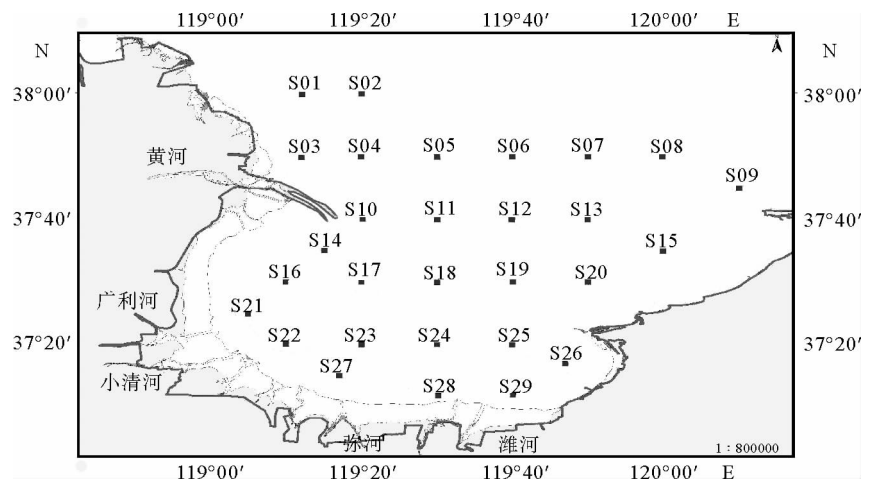 119°00′ 119°20′ 119°40′ 120°00′ E
N N
S01 S02
38°00′ 38°00′
S03 S04 S05 S06 S07 S08
黄河
S09
S10 S11 S12 S13
37°40′ 37°40′
S14 S15
S16 S17 S18 S19 S20
广利河 S21
S22 S23 S24 S25
37°20′ 37°20′
S26
小清河 S27
S28 S29
弥河 潍河
1：800000
119°00′ 119°20′ 119°40′ 120°00′ E